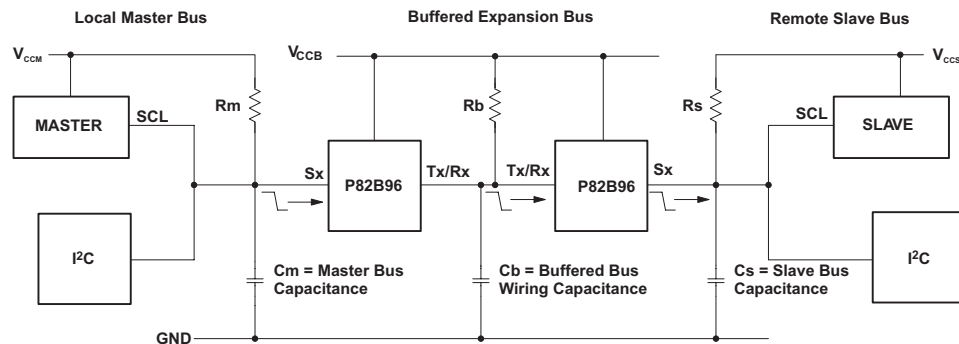 Local Master Bus
Buffered Expansion Bus
Remote Slave Bus
VCCM
VCCB
VCCS
Rm
Rb
Rs
MASTER
SCL
SCL
SLAVE
Sx
P82B96
Tx/Rx
Tx/Rx
P82B96
Sx
I²C
I²C
Cm = Master Bus
Capacitance
Cb = Buffered Bus
Wiring Capacitance
Cs = Slave Bus
Capacitance
GND